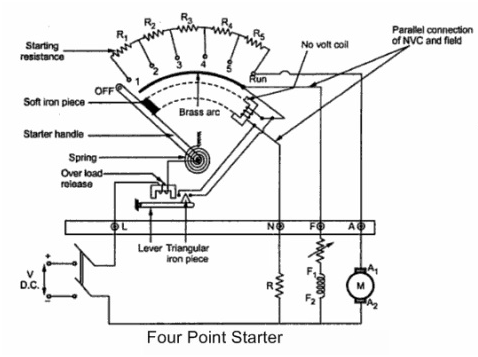 R1
R2
R3
R4
R5
Starting
resistance
No volt coil
Parallel connection
of NVC and field
1
2
3
4
5
Run
OFF
Soft iron piece
Brass arc
Starter handle
Spring
Over load
release
L
N
F
A
Lever
Triangular
iron piece
+
V
D.C.
–
R
F1
F2
A1
M
A2
Four Point Starter